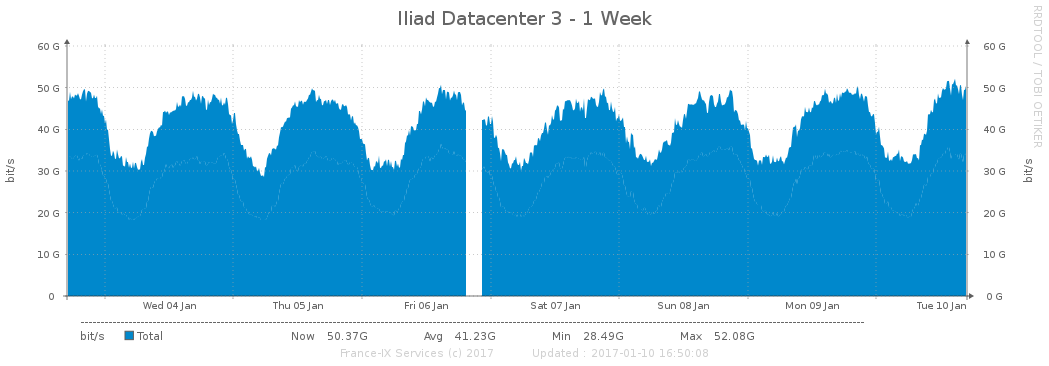 Iliad Datacenter 3 - 1 Week
RRDTOOL / TOBI OETIKER
60 G 60 G
50 G 50 G
40 G 40 G
30 G 30 G
20 G 20 G
10 G 10 G
0 0 G
bit/s bit/s
Wed 04 Jan Thu 05 Jan Fri 06 Jan Sat 07 Jan Sun 08 Jan Mon 09 Jan Tue 10 Jan
bit/s Total Now 50.37G Avg 41.23G Min 28.49G Max 52.08G
France-IX Services (c) 2017 Updated : 2017-01-10 16:50:08